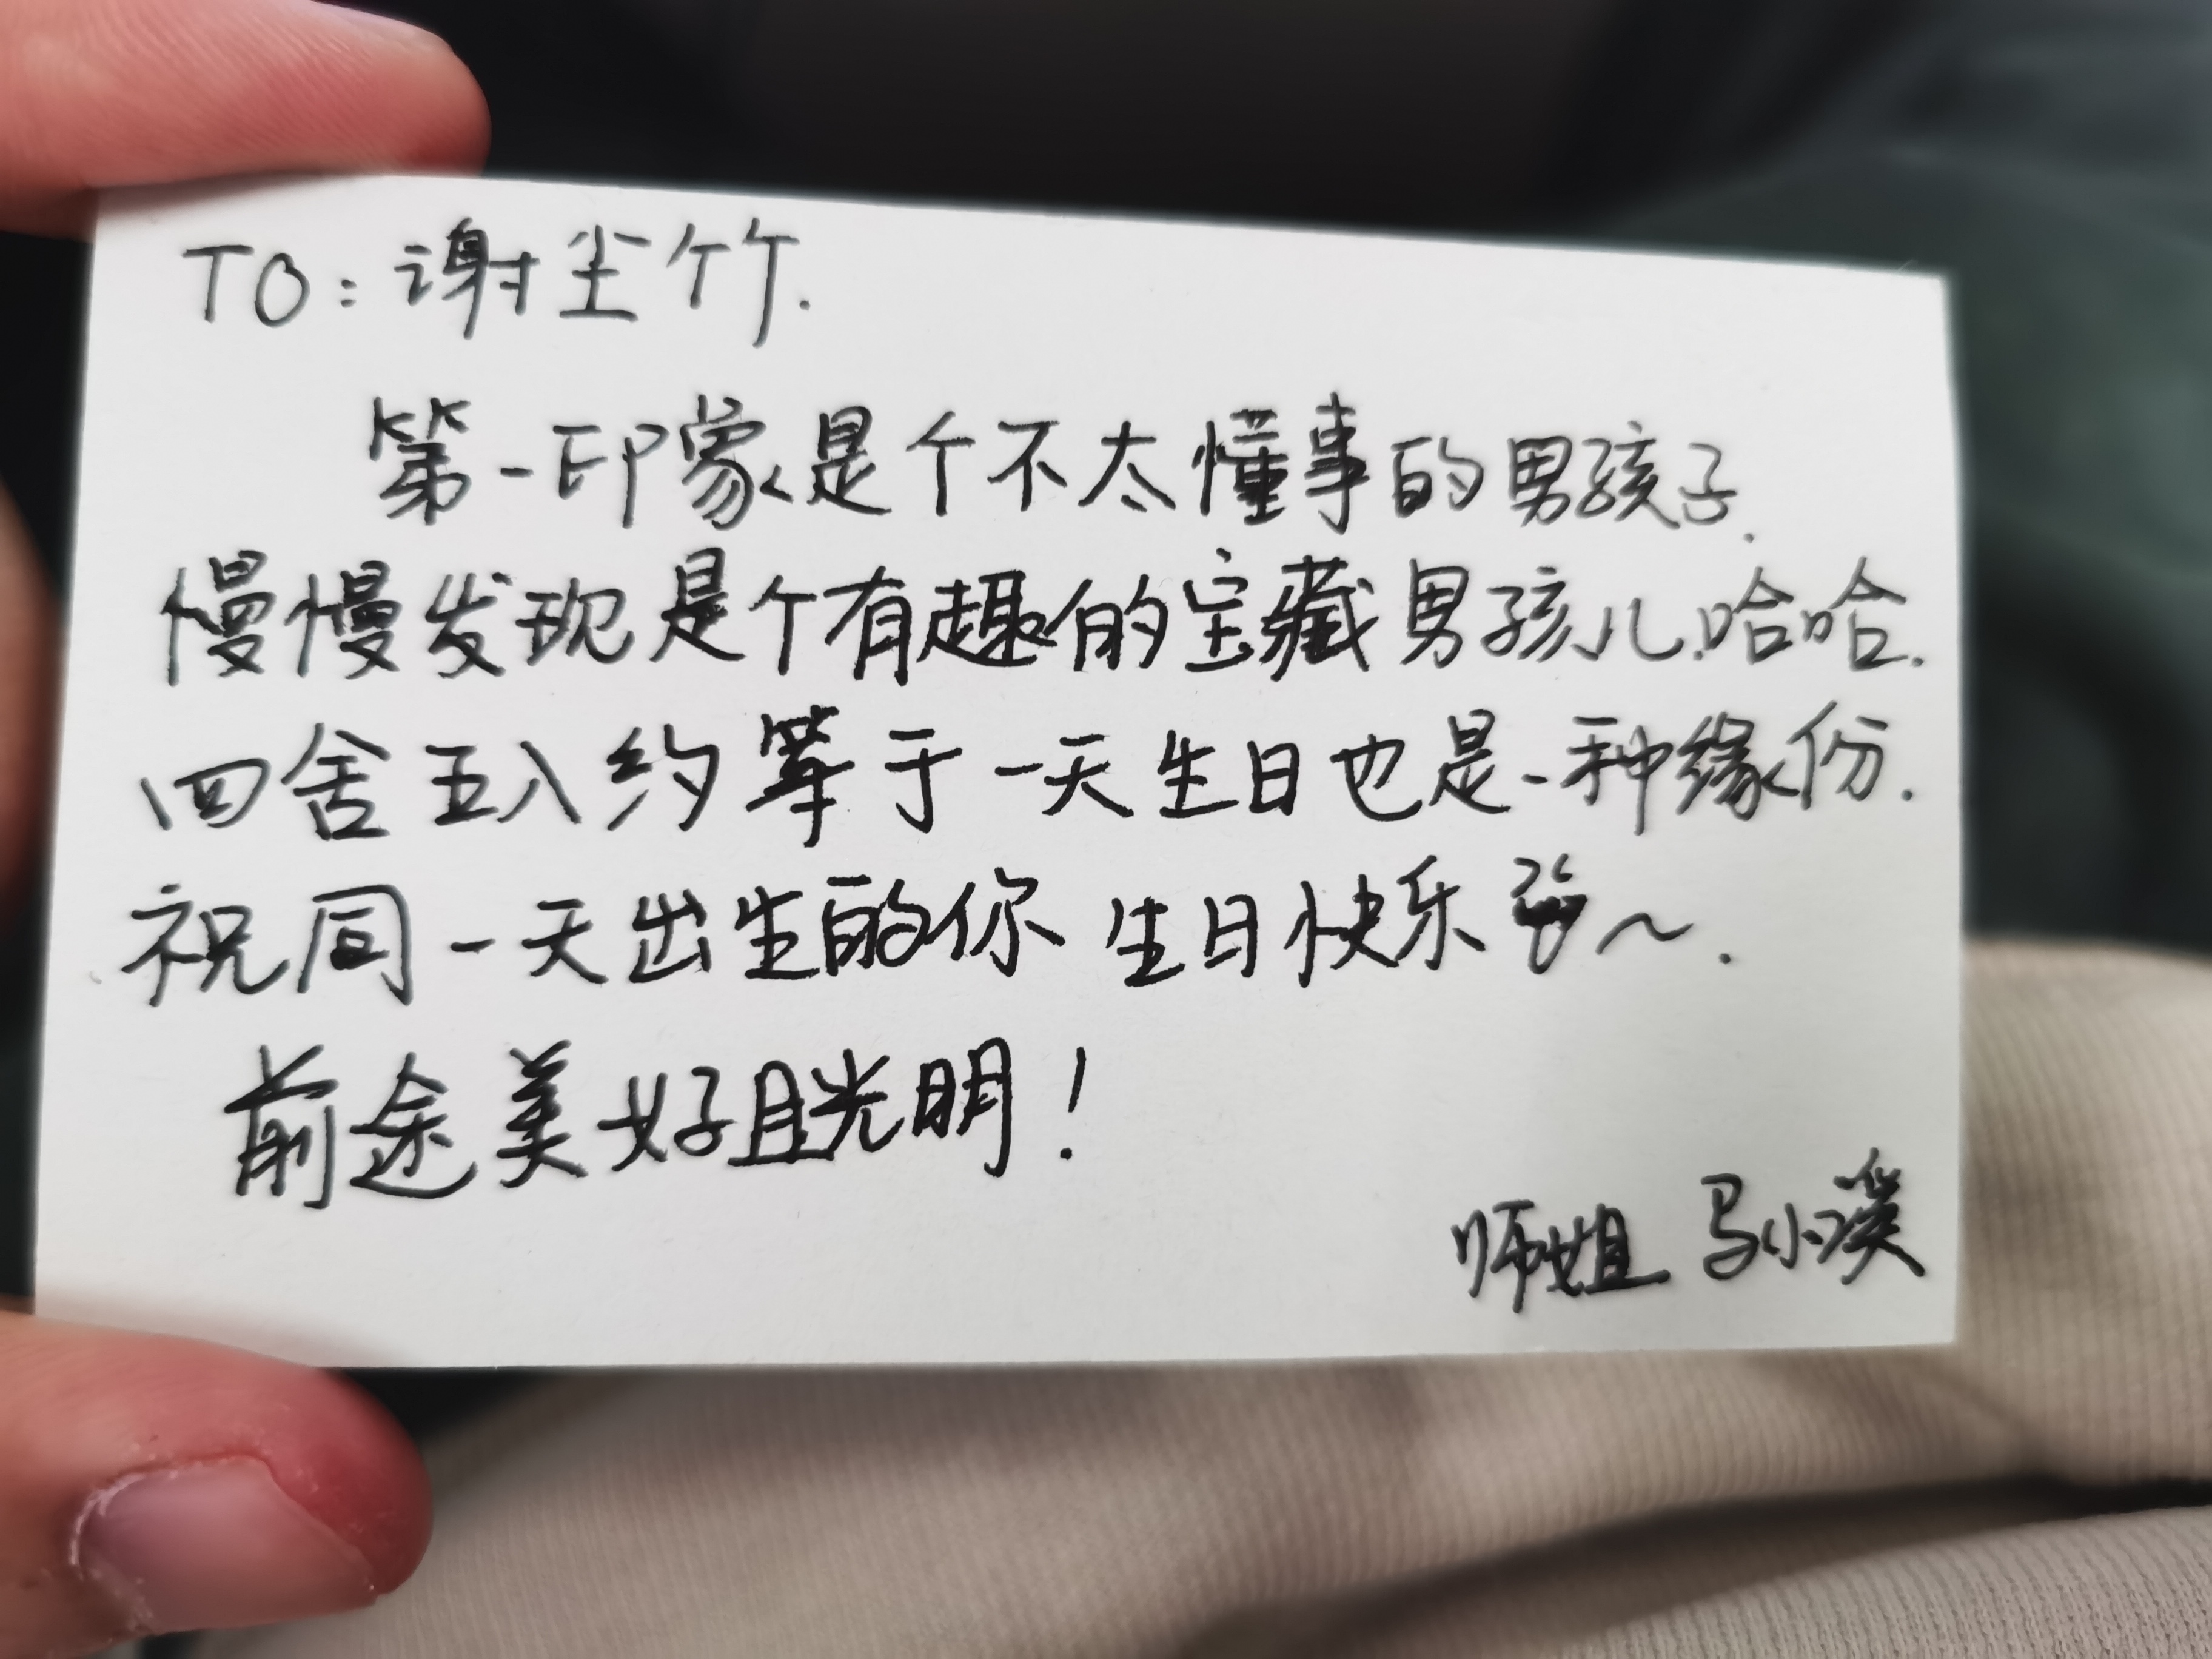 TO：谢尘竹.
第一印象是个不太懂事的男孩子.
慢慢发现是个有趣的宝藏男孩儿.哈哈.
四舍五入约等于一天生日也是一种缘份.
祝同一天出生的你 生日快乐~.
前途美好且光明！
师姐 马小溪